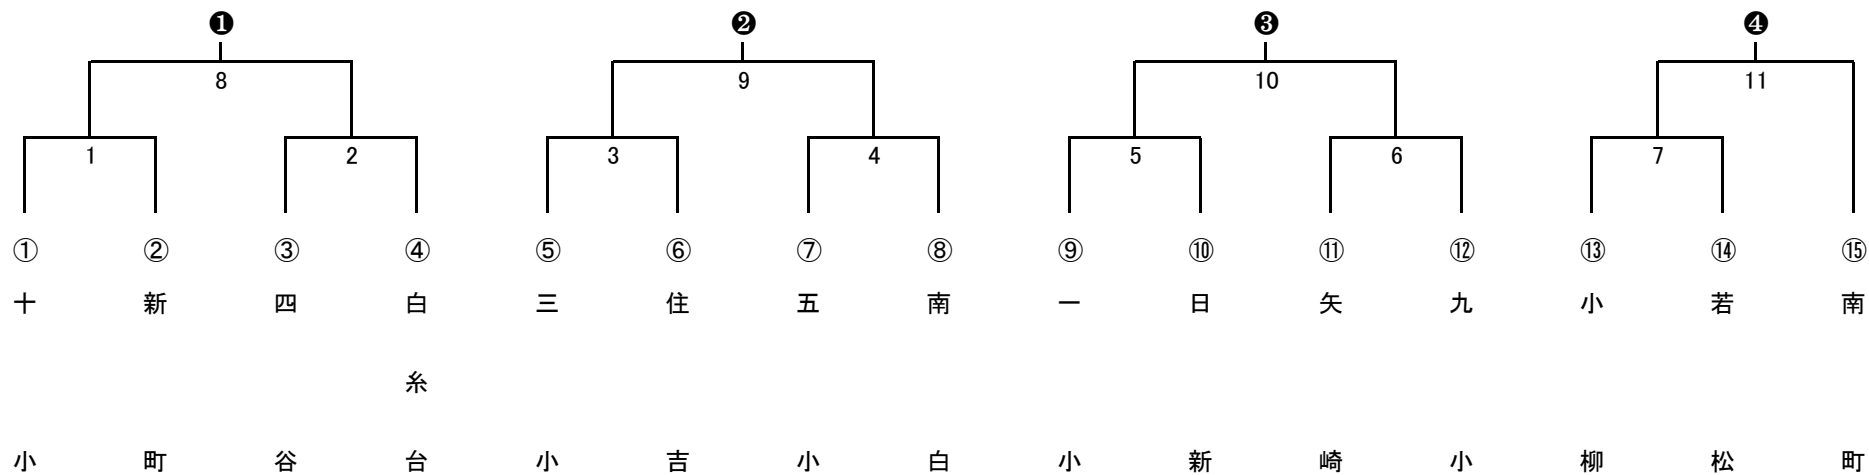 ❶ ❷ ❸ ❹
8 9 10 11
1 2 3 4 5 6 7
① ② ③ ④ ⑤ ⑥ ⑦ ⑧ ⑨ ⑩ ⑪ ⑫ ⑬ ⑭ ⑮
十小
新町
四谷
白糸台
三小
住吉
五小
南白
一小
日新
矢崎
九小
小柳
若松
南町